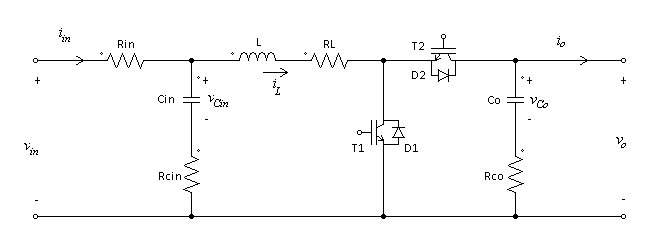 i_in
Rin
L
RL
T2
i_o
D2
+
+
+
+
Cin
v_Cin
i_L
Co
v_Co
-
-
v_in
T1
D1
v_o
Rcin
Rco
-
-